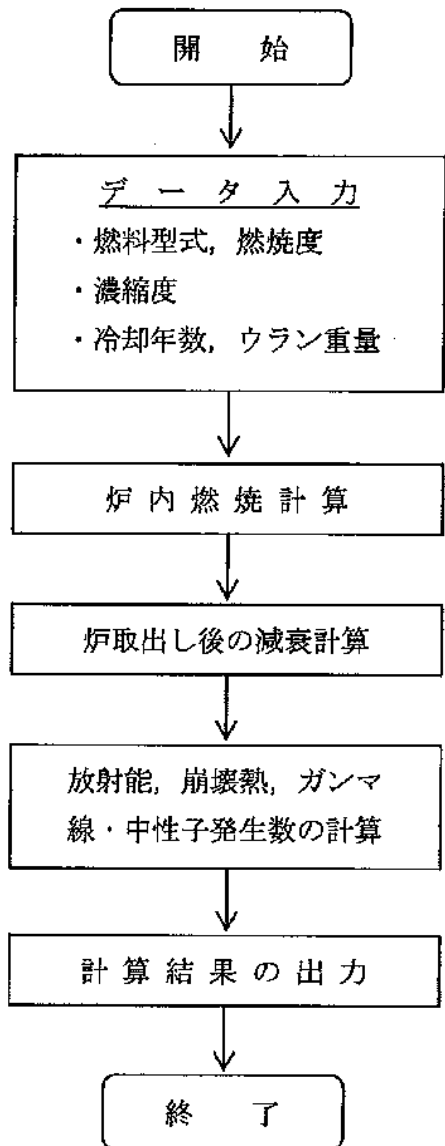 開始
データ入力
・燃料型式，燃焼度
・濃縮度
・冷却年数，ウラン重量
炉内燃焼計算
炉取出し後の減衰計算
放射能，崩壊熱，ガンマ
線・中性子発生数の計算
計算結果の出力
終了